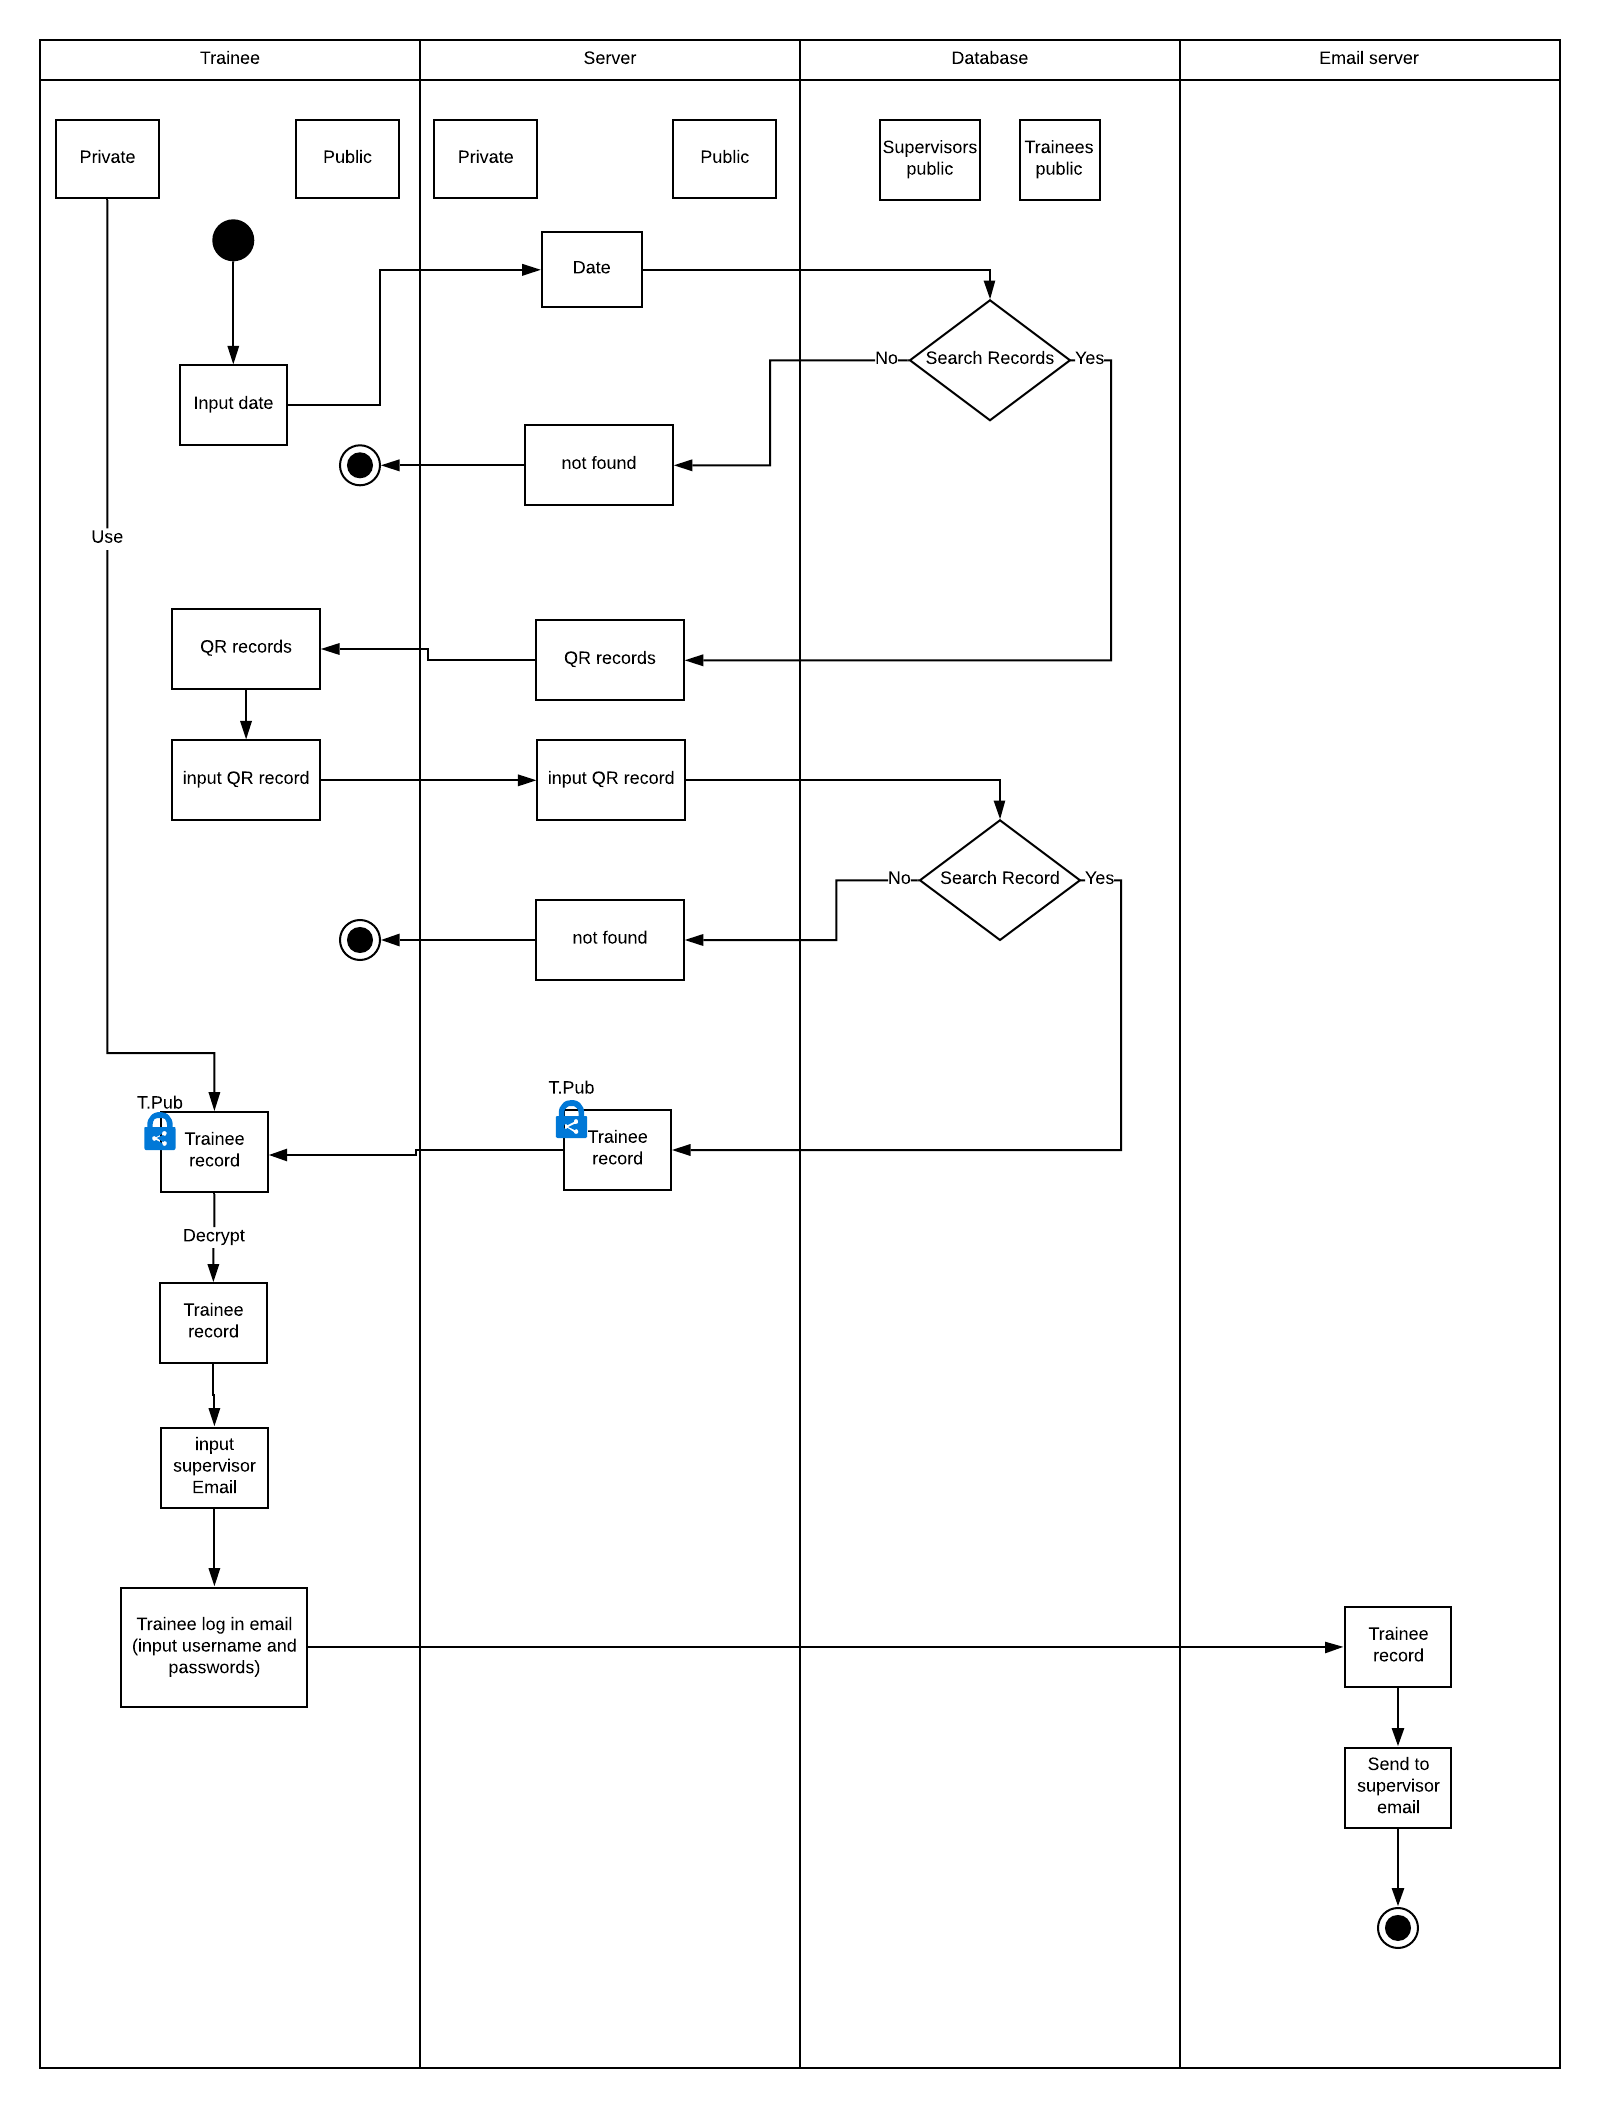 Trainee
Server
Database
Email server
Private
Public
Private
Public
Supervisors
public
Trainees
public
Date
No
Search Records
Yes
Input date
not found
Use
QR records
QR records
input QR record
input QR record
No
Search Record
Yes
not found
T.Pub
T.Pub
Trainee
record
Trainee
record
Decrypt
Trainee
record
input
supervisor
Email
Trainee log in email
(input username and
passwords)
Trainee
record
Send to
supervisor
email